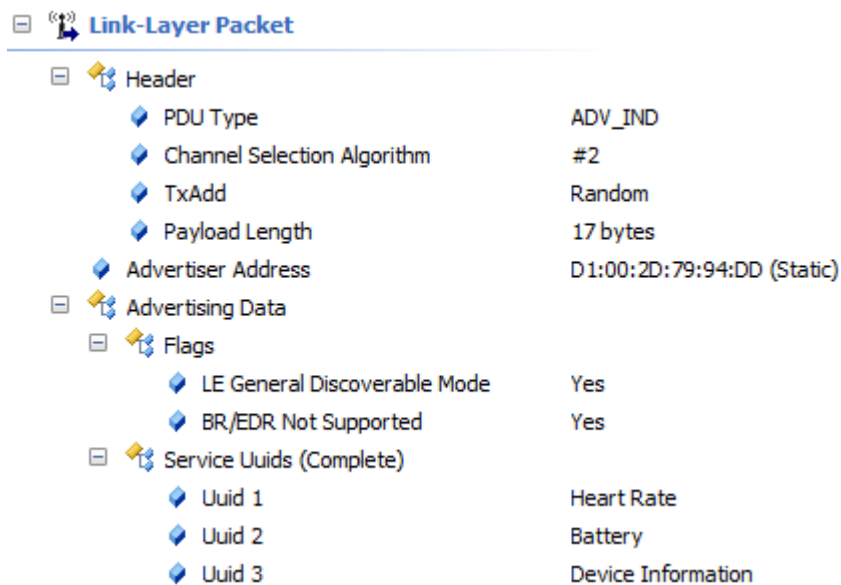 Link-Layer Packet
Header
PDU Type ADV_IND
Channel Selection Algorithm #2
TxAdd Random
Payload Length 17 bytes
Advertiser Address D1:00:2D:79:94:DD (Static)
Advertising Data
Flags
LE General Discoverable Mode Yes
BR/EDR Not Supported Yes
Service Uuids (Complete)
Uuid 1 Heart Rate
Uuid 2 Battery
Uuid 3 Device Information